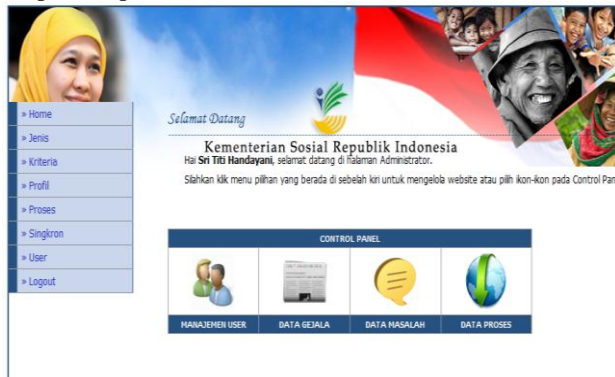 » Home
» Jenis
» Kriteria
» Profil
» Proses
» Singkron
» User
» Logout
Selamat Datang
Kementerian Sosial Republik Indonesia
Hai Sri Titi Handayani, selamat datang di halaman Administrator.
Silahkan klik menu pilihan yang berada di sebelah kiri untuk mengelola website atau pilih ikon-ikon pada Control Pan
CONTROL PANEL
MANAJEMEN USER
DATA GEJALA
DATA MASALAH
DATA PROSES